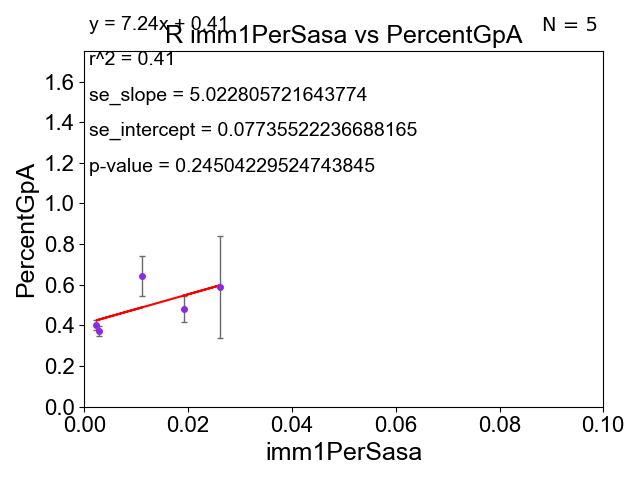 y = 7.24x + 0.41
N = 5
R imm1PerSasa vs PercentGpA
r^2 = 0.41
se_slope = 5.022805721643774
se_intercept = 0.07735522236688165
p-value = 0.24504229524743845
PercentGpA
1.6
1.4
1.2
1.0
0.8
0.6
0.4
0.2
0.0
0.00 0.02 0.04 0.06 0.08 0.10
imm1PerSasa